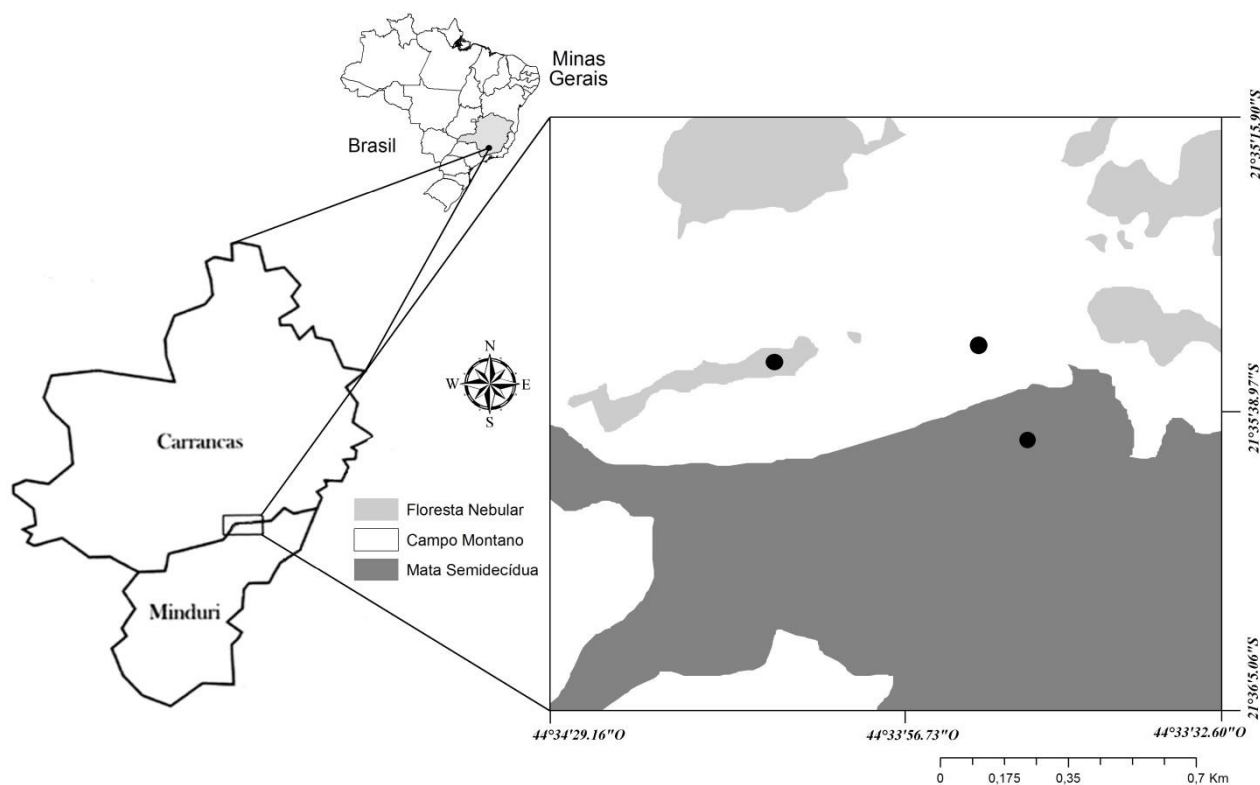 Minas
Gerais
Brasil
21°35'15.90"S
N
W E
S
Carrancas
21°35'38.97"S
Floresta Nebular
Campo Montano
Mata Semidecídua
Minduri
21°36'5.06"S
44°34'29.16"O 44°33'56.73"O 44°33'32.60"O
0 0,175 0,35 0,7 Km